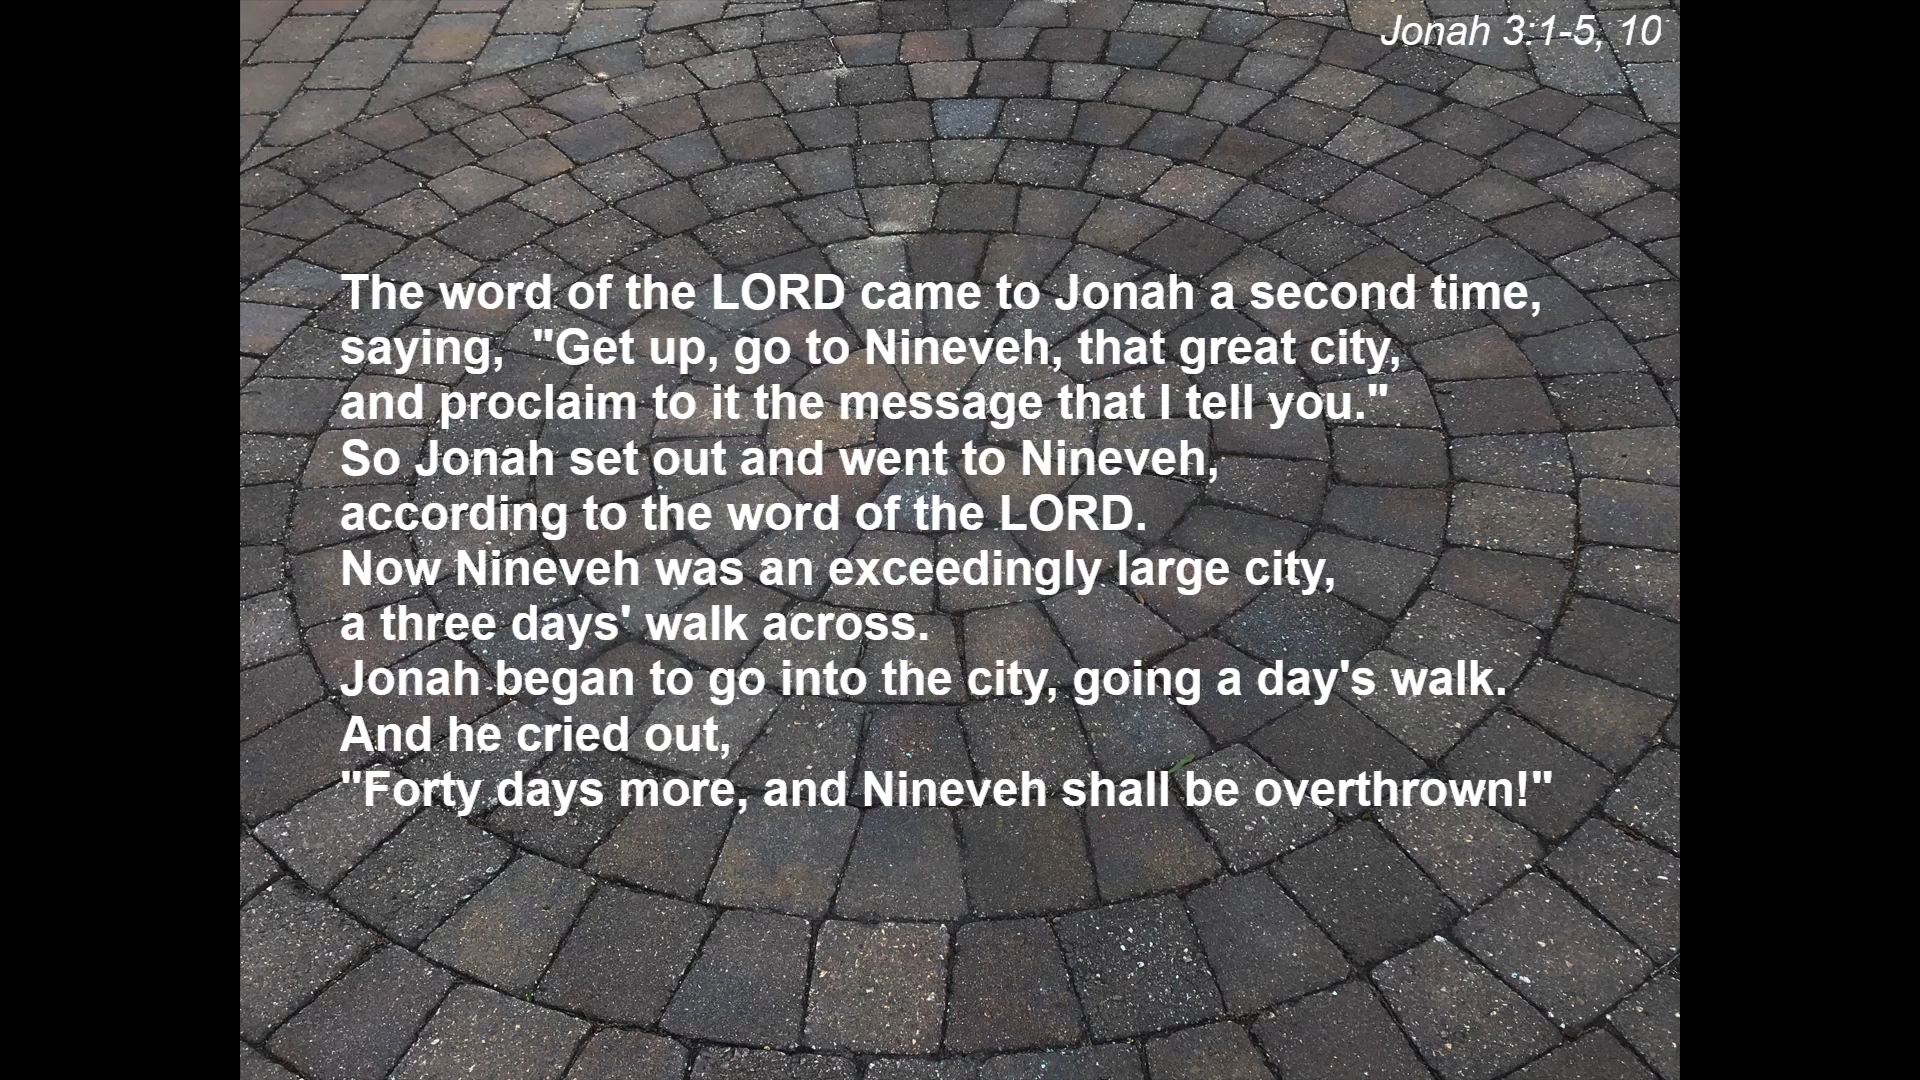 Jonah 3:1-5, 10
The word of the LORD came to Jonah a second time,
saying,  "Get up, go to Nineveh, that great city,
and proclaim to it the message that I tell you."
So Jonah set out and went to Nineveh,
according to the word of the LORD.
Now Nineveh was an exceedingly large city,
a three days' walk across.
Jonah began to go into the city, going a day's walk.
And he cried out,
"Forty days more, and Nineveh shall be overthrown!"